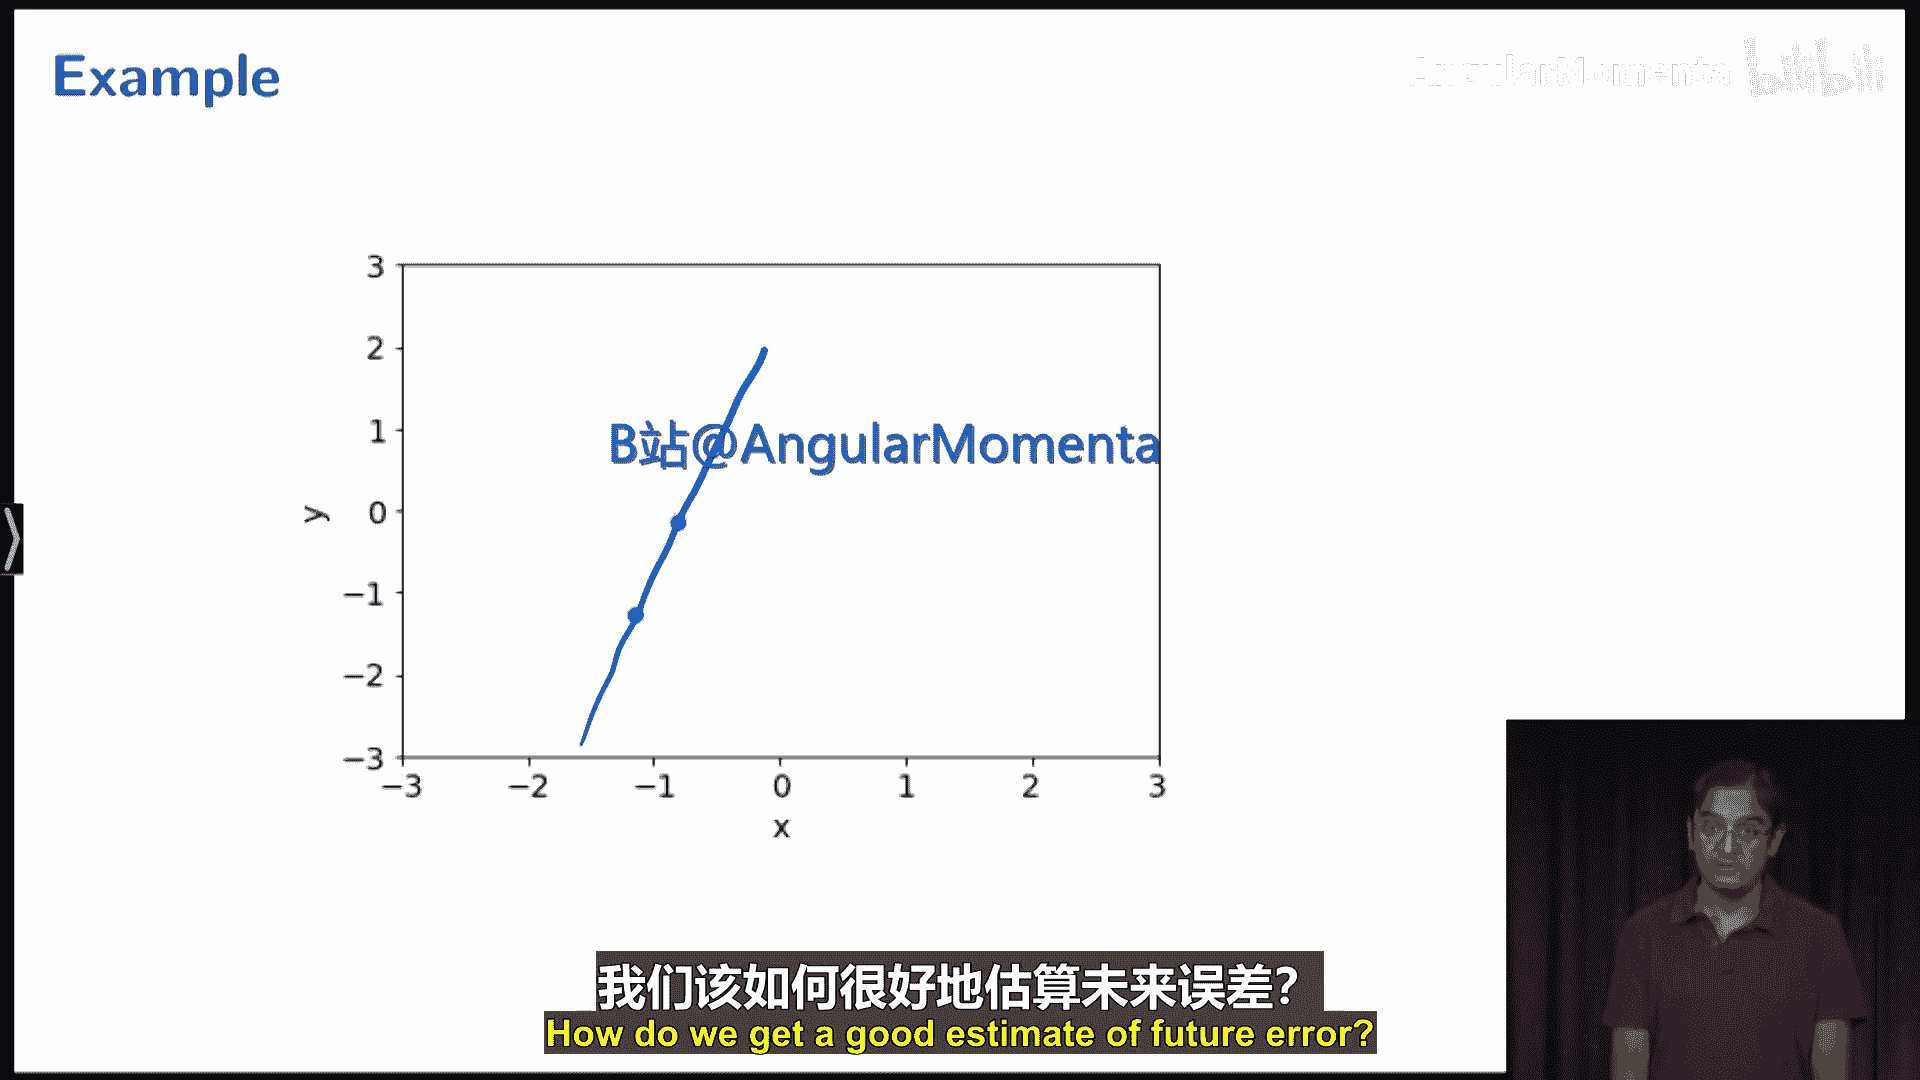 Example
AngularMomenta bilibili
3
2
1
B站@AngularMomenta
y
0
−1
−2
−3
−3 −2 −1 0 1 2 3
x
我们该如何很好地估算未来误差?
How do we get a good estimate of future error?